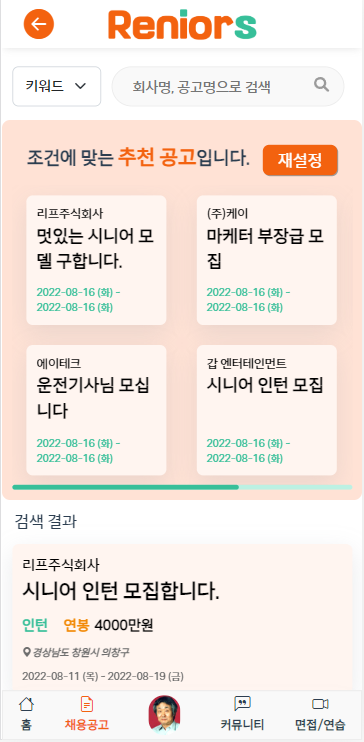 Reniors
키워드
회사명, 공고명으로 검색
조건에 맞는 추천 공고입니다.
재설정
리프주식회사
멋있는 시니어 모
델 구합니다.
2022-08-16 (화) -
2022-08-16 (화)
(주)케이
마케터 부장급 모
집
2022-08-16 (화) -
2022-08-16 (화)
에이테크
운전기사님 모십
니다
2022-08-16 (화) -
2022-08-16 (화)
갑 엔터테인먼트
시니어 인턴 모집
2022-08-16 (화) -
2022-08-16 (화)
검색 결과
리프주식회사
시니어 인턴 모집합니다.
인턴 연봉 4000만원
경상남도 창원시 의창구
2022-08-11 (목) - 2022-08-19 (금)
홈
채용공고
커뮤니티
면접/연습